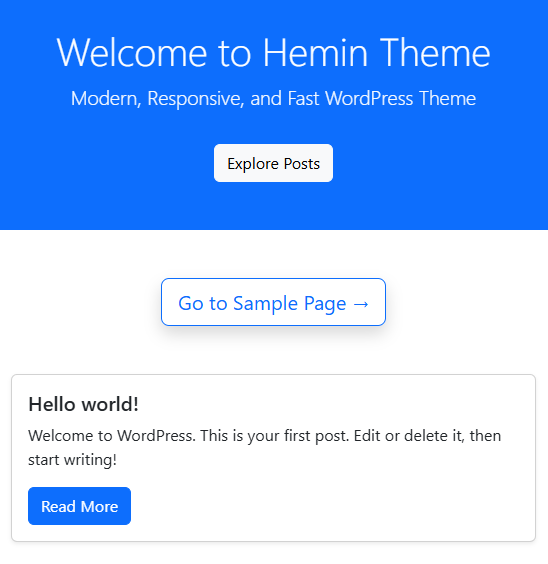 Welcome to Hemin Theme
Modern, Responsive, and Fast WordPress Theme
Explore Posts
Go to Sample Page →
Hello world!
Welcome to WordPress. This is your first post. Edit or delete it, then
start writing!
Read More